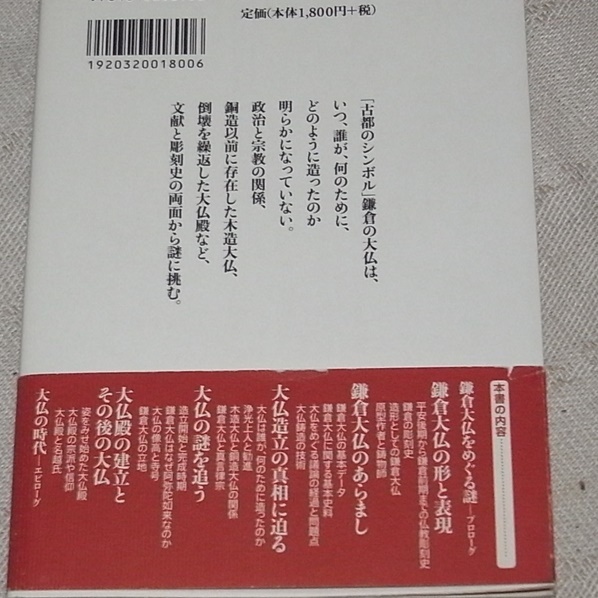 定価(本体1,800円+税)
1920320018006
「古都のシンボル」鎌倉の大仏は、
いつ、誰が、何のために、
どのように造ったのか
明らかになっていない。
政治と宗教の関係、
銅造以前に存在した木造大仏、
倒壊を繰返した大仏殿など、
文献と彫刻史の両面から謎に挑む。
本書の内容
鎌倉大仏をめぐる謎―プロローグ
鎌倉大仏の形と表現
平安後期から鎌倉前期までの仏教彫刻史
鎌倉の彫刻史
造形としての鎌倉大仏
原型作者と鋳物師
鎌倉大仏のあらまし
鎌倉大仏の基本データ
鎌倉大仏に関する基本史料
大仏をめぐる議論の経過と問題点
大仏鋳造の技術
大仏造立の真相に迫る
大仏は誰が、何のために造ったのか
浄光上人と勧進
木造大仏と銅造大仏の関係
鎌倉大仏と真言律宗
大仏の謎を追う
造立開始と完成時期
鎌倉大仏はなぜ阿弥陀如来なのか
大仏の像高と寺号
鎌倉大仏の立地
大仏殿の建立と
その後の大仏
姿をみせ始めた大仏殿
大仏殿の宗派や信仰
大仏殿と名越氏
大仏の時代―エピローグ